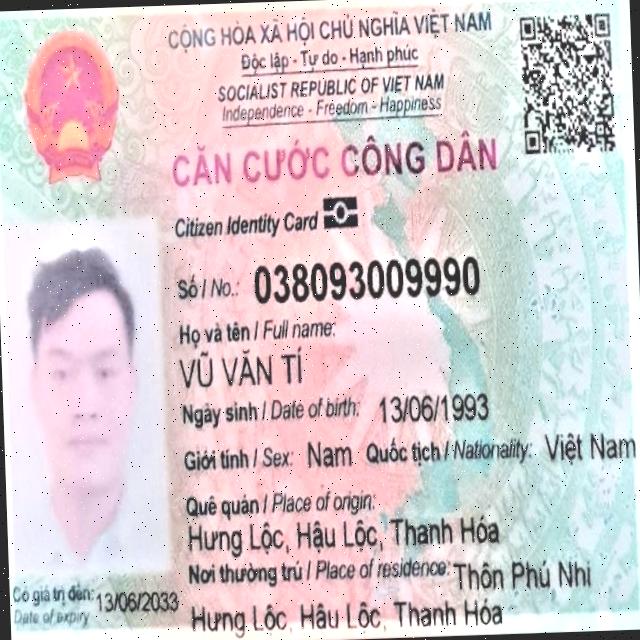 CỘNG HÒA XÃ HỘI CHỦ NGHĨA VIỆT NAM
Độc lập - Tự do - Hạnh phúc
SOCIALIST REPUBLIC OF VIET NAM
Independence - Freedom - Happiness
CĂN CƯỚC CÔNG DÂN
Citizen Identity Card
Số / No.: 038093009990
Họ và tên / Full name:
VŨ VĂN TÍ
Ngày sinh / Date of birth: 13/06/1993
Giới tính / Sex: Nam Quốc tịch / Nationality: Việt Nam
Quê quán / Place of origin:
Hưng Lộc, Hậu Lộc, Thanh Hóa
Nơi thường trú / Place of residence: Thôn Phú Nhi
Hưng Lộc, Hậu Lộc, Thanh Hóa
Có giá trị đến: 13/06/2033
Date of expiry